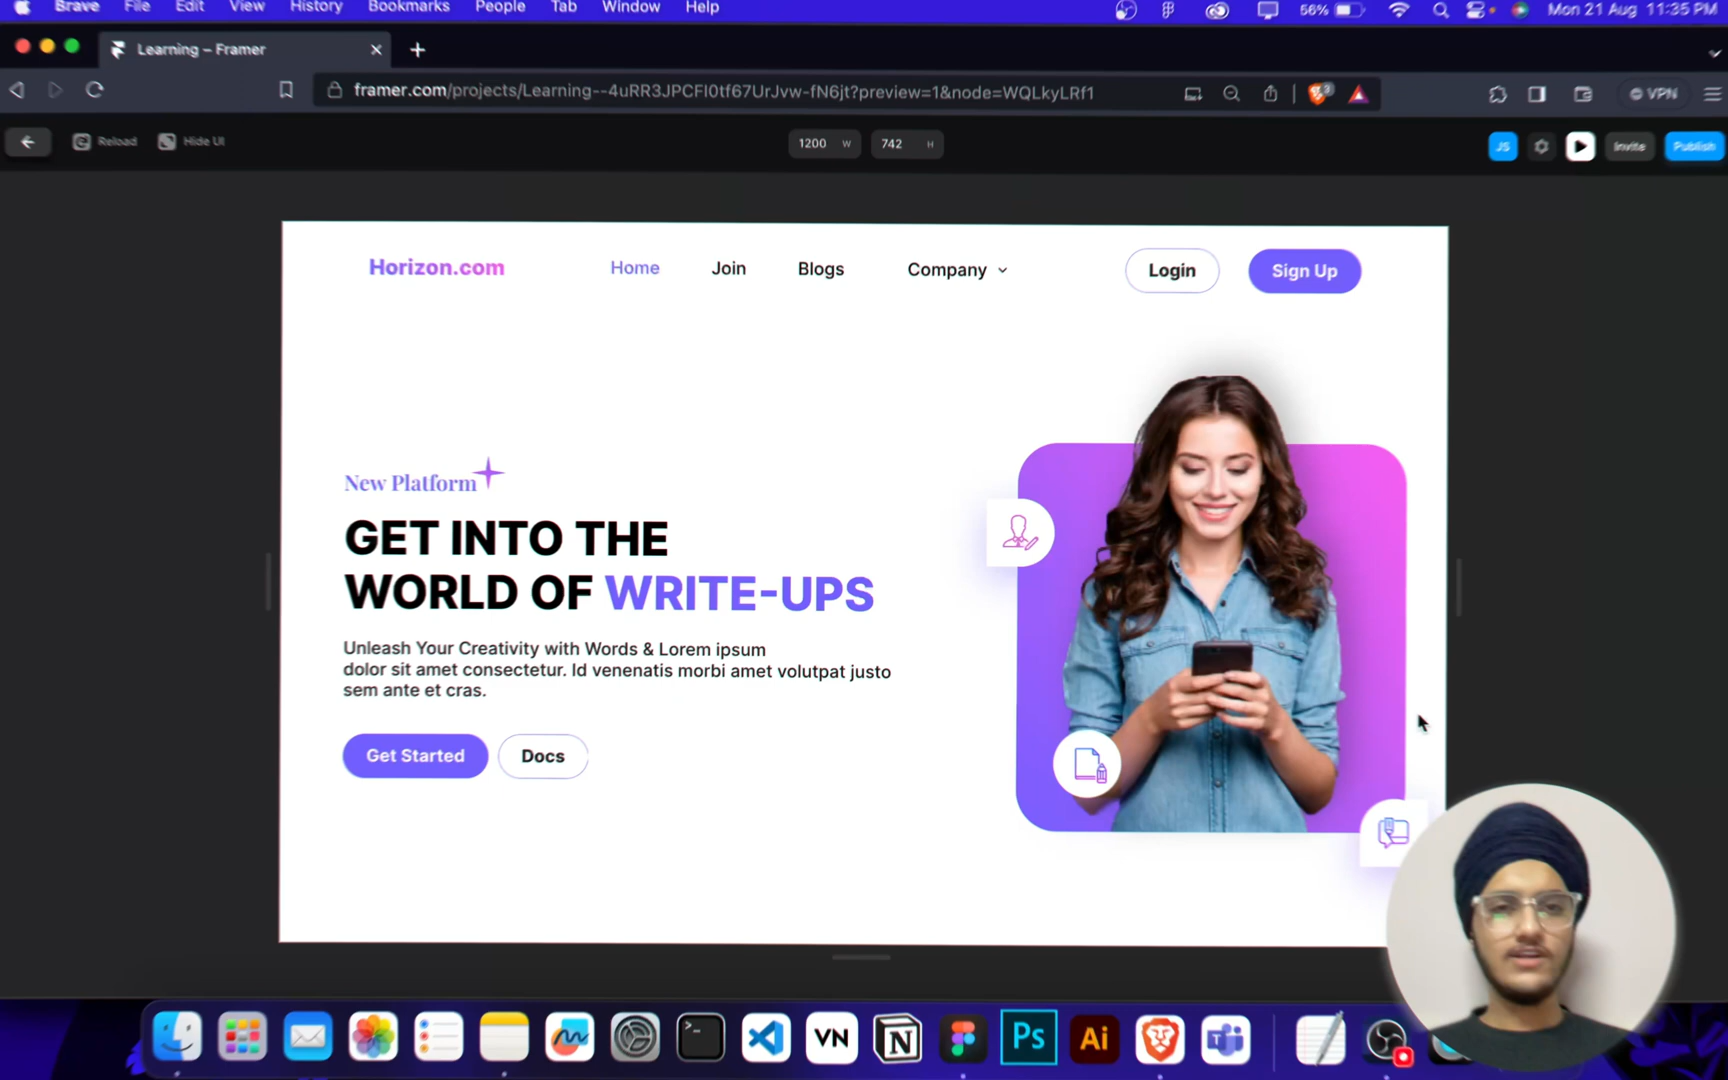 Brave File Edit View History Bookmarks People Tab Window Help 56% Mon 21 Aug 11:35 PM
Learning – Framer
framer.com/projects/Learning--4uRR3JPCFI0tf67UrJvw-fN6jt?preview=1&node=WQLkyLRf1
3
VPN
Reload Hide UI 1200 W 742 H JS Invite Publish
Horizon.com Home Join Blogs Company Login Sign Up
New Platform
GET INTO THE
WORLD OF WRITE-UPS
Unleash Your Creativity with Words & Lorem ipsum
dolor sit amet consectetur. Id venenatis morbi amet volutpat justo
sem ante et cras.
Get Started Docs
VN N Ps Ai